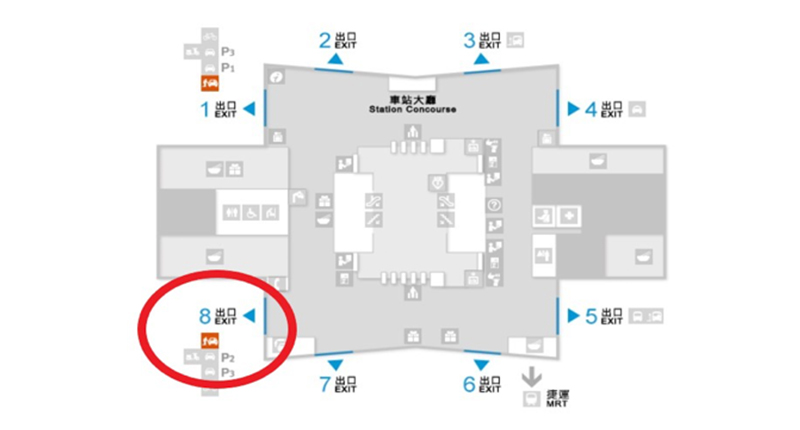 2 出口 EXIT
3 出口 EXIT
P3
P1
1 出口 EXIT
車站大廳
Station Concourse
4 出口 EXIT
8 出口 EXIT
5 出口 EXIT
P2
P3
7 出口 EXIT
6 出口 EXIT
捷運
MRT